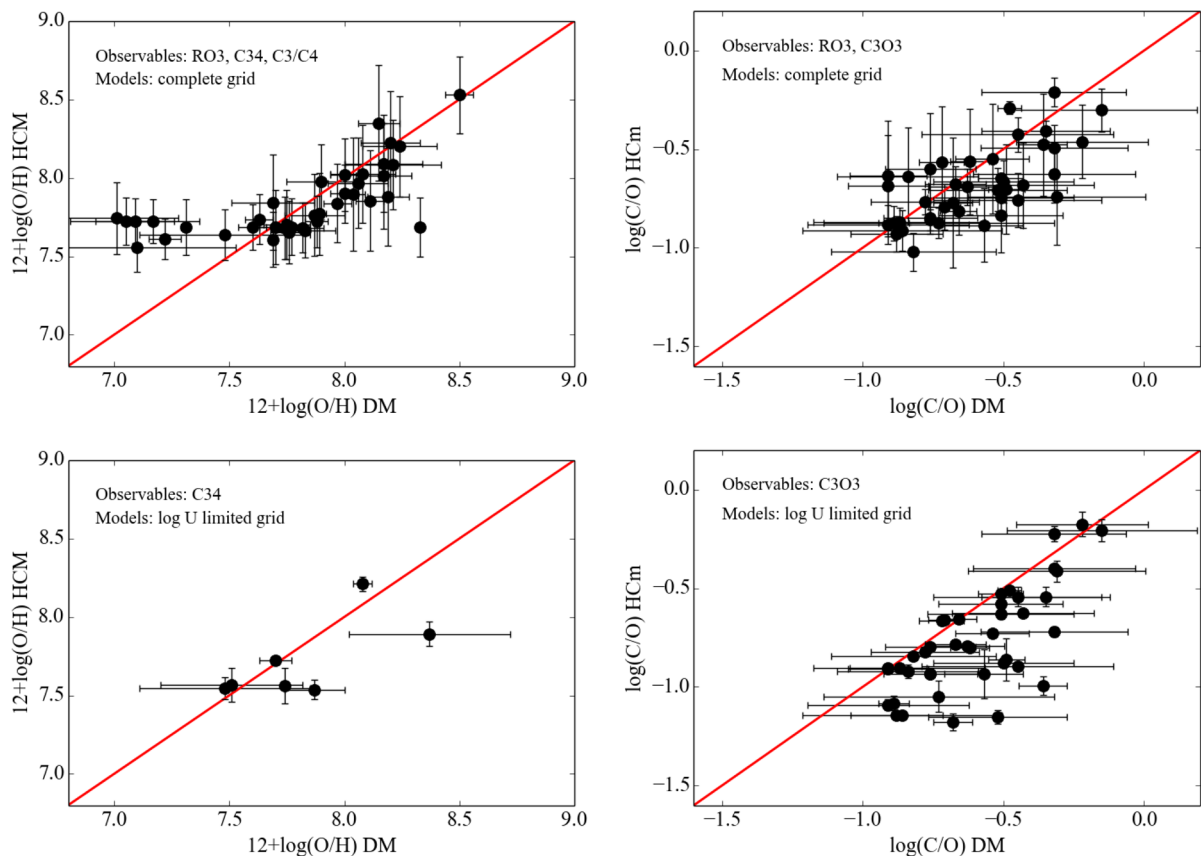 9.0
Observables: RO3, C34, C3/C4
Models: complete grid
8.5
8.0
7.5
7.0
12+log(O/H) HCM
7.0
7.5
8.0
8.5
9.0
12+log(O/H) DM
Observables: RO3, C3O3
Models: complete grid
0.0
−0.5
−1.0
−1.5
log(C/O) HCm
−1.5
−1.0
−0.5
0.0
log(C/O) DM
9.0
Observables: C34
Models: log U limited grid
8.5
8.0
7.5
7.0
12+log(O/H) HCM
7.0
7.5
8.0
8.5
9.0
12+log(O/H) DM
Observables: C3O3
Models: log U limited grid
0.0
−0.5
−1.0
−1.5
log(C/O) HCm
−1.5
−1.0
−0.5
0.0
log(C/O) DM